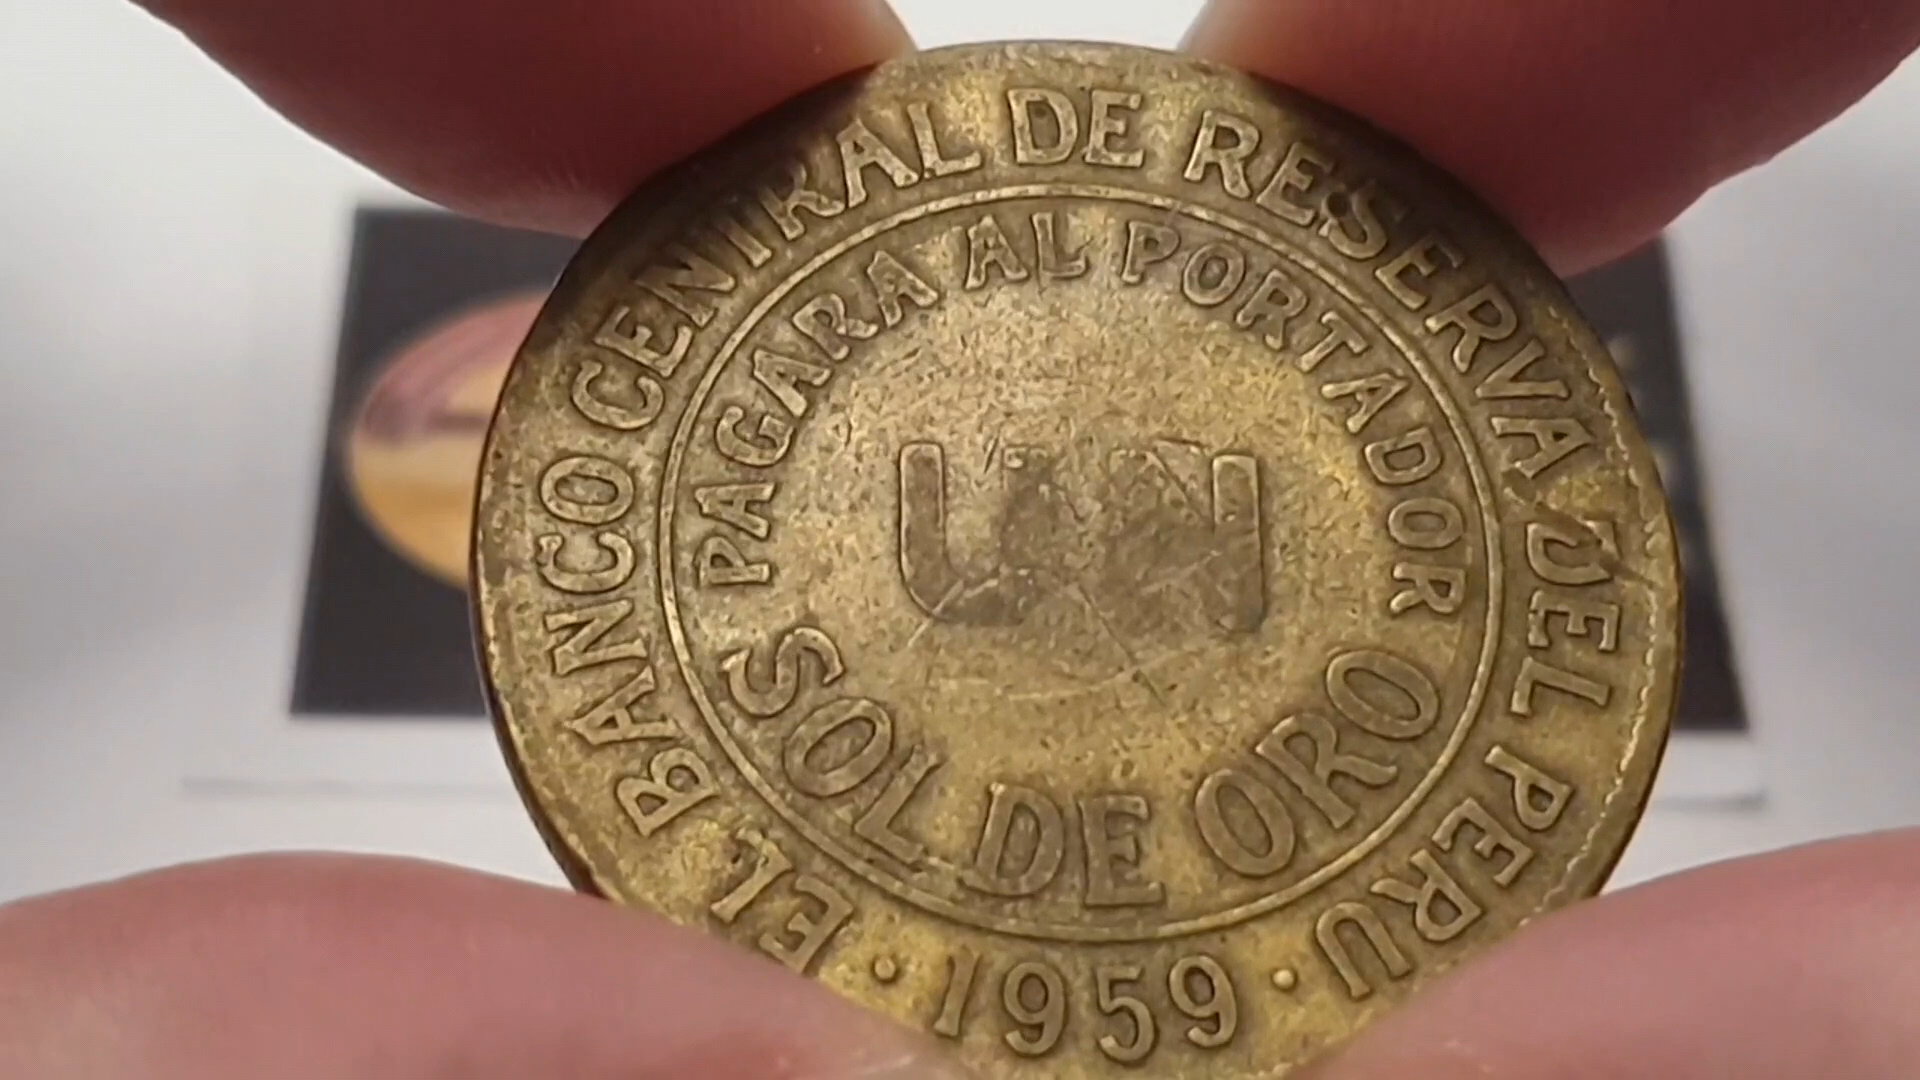 EL BANCO CENTRAL DE RESERVA DEL PERU
PAGARA AL PORTADOR
UN
SOL DE ORO
· 1959 ·